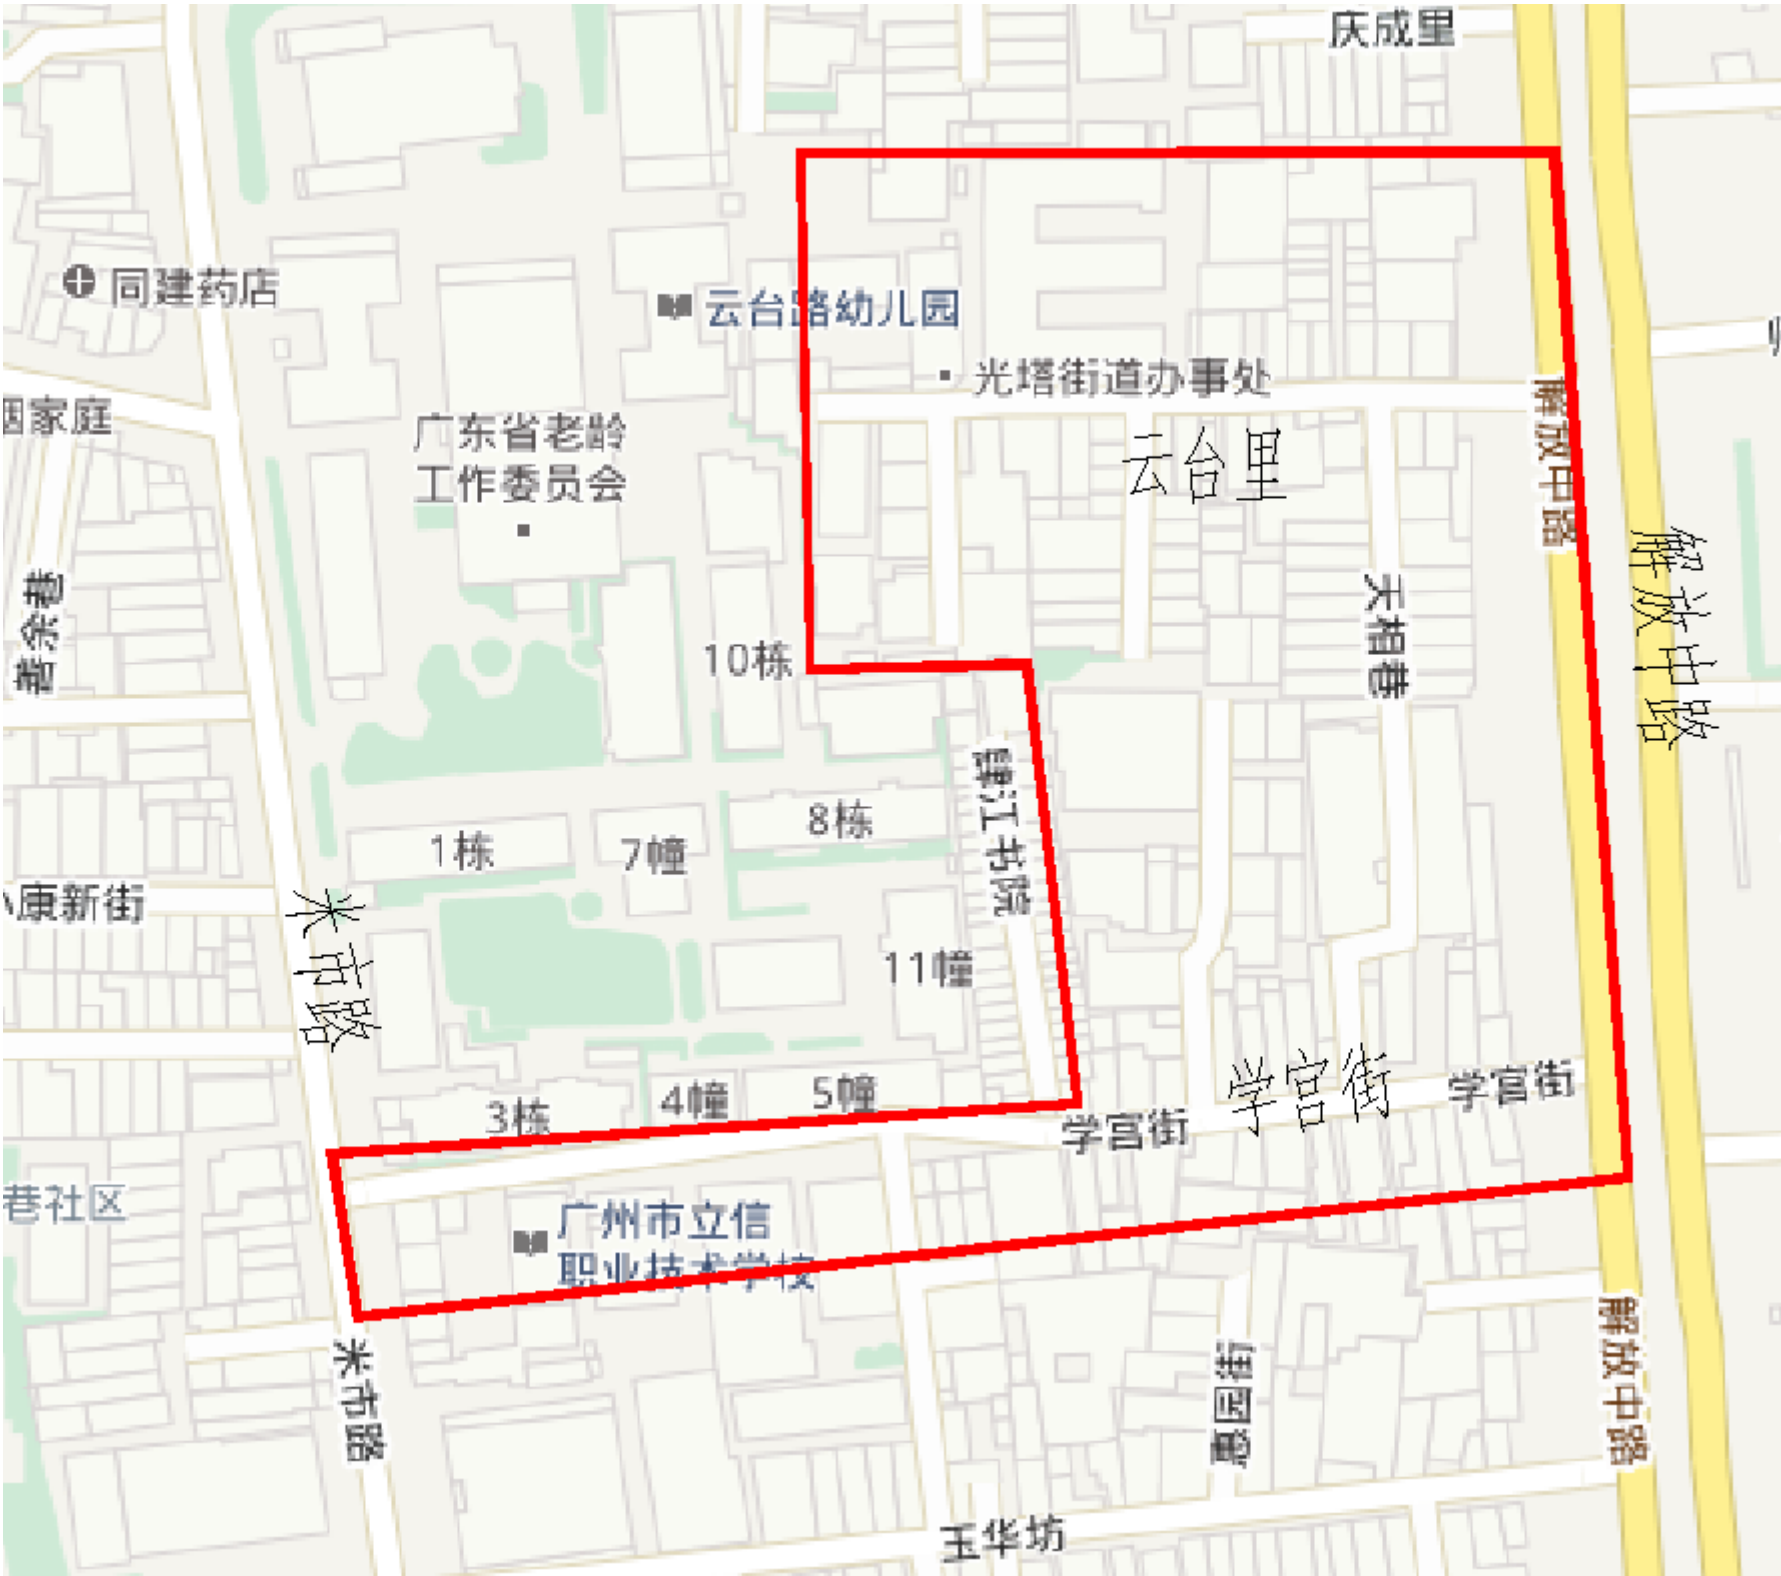 庆成里
同建药店
云台路幼儿园
光塔街道办事处
家庭
广东省老龄
工作委员会
云台里
解放中路
解放中路
天相巷
10栋
8栋
1栋
7幢
书院
康新街
米市路
11幢
学宫街
学宫街
学宫街
3栋
4幢
5幢
巷社区
广州市立信
职业技术学校
米市路
惠园街
解放中路
玉华坊